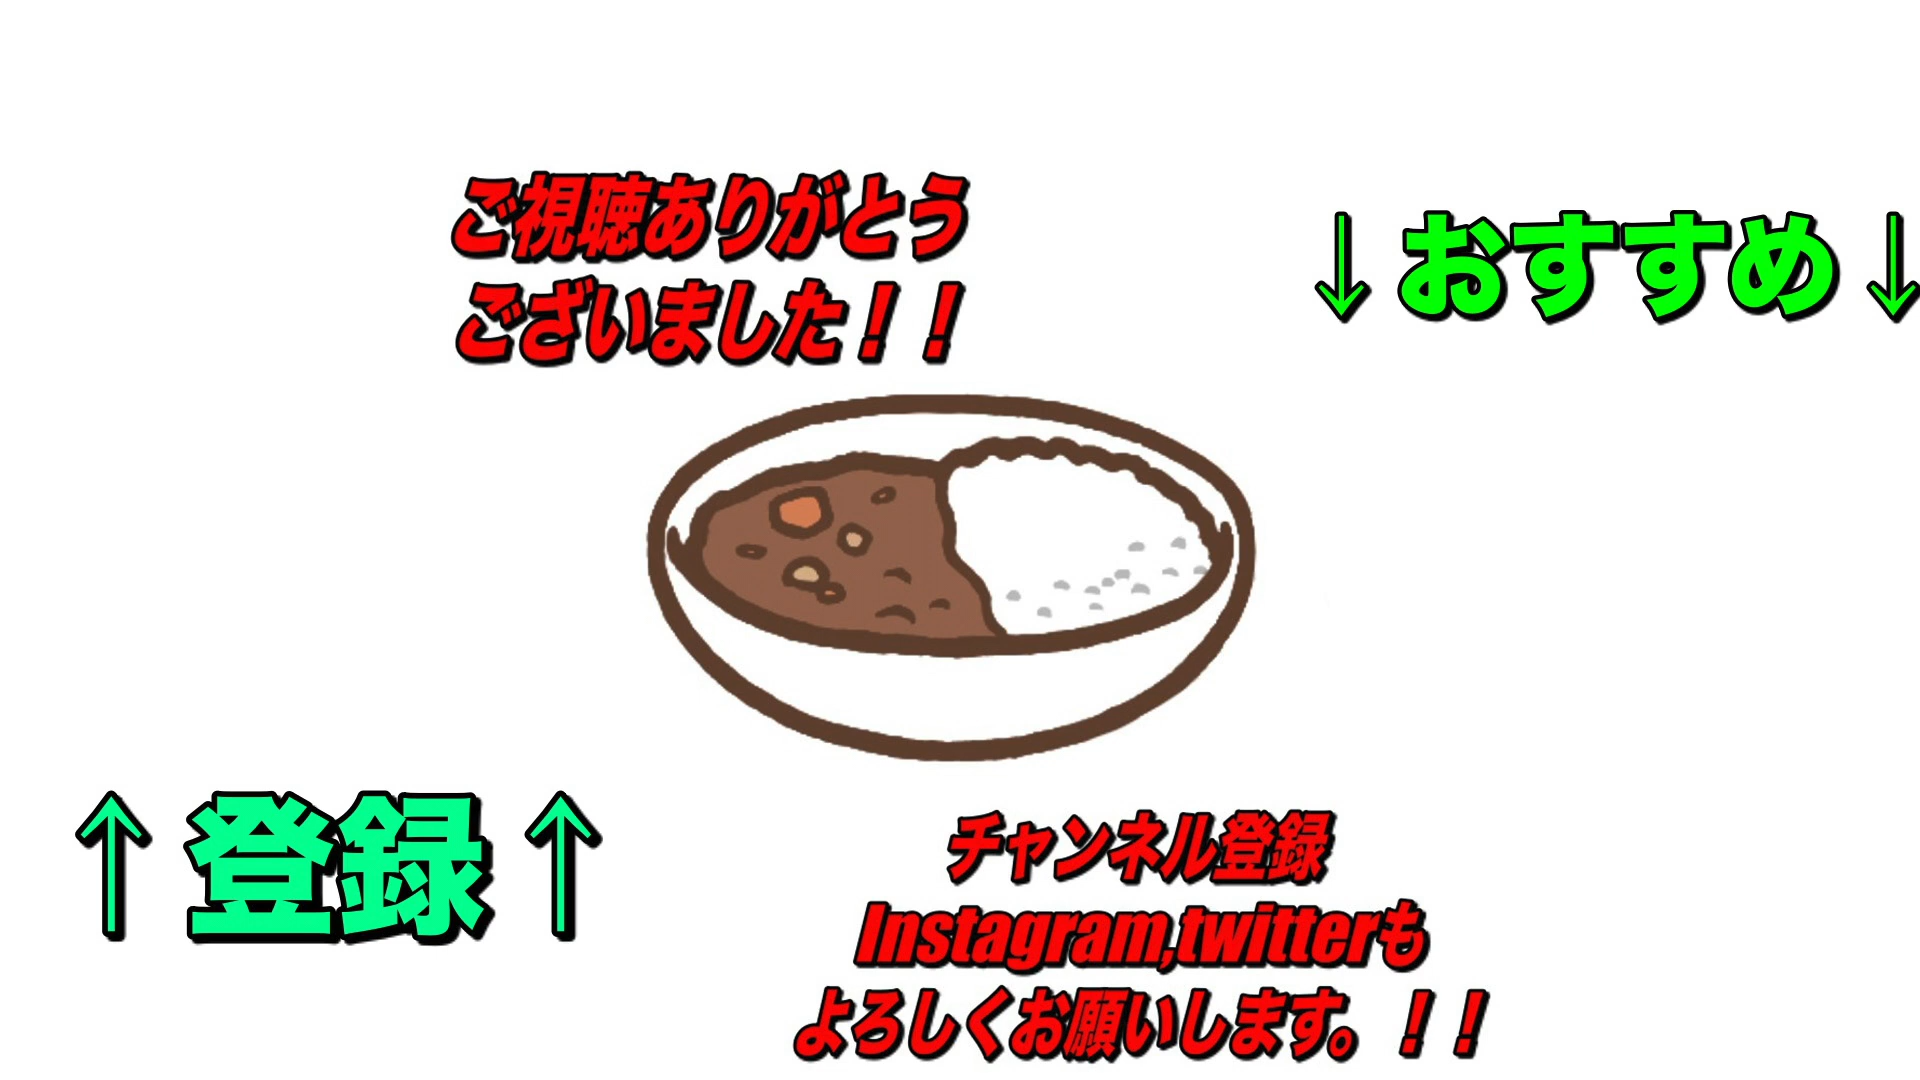 ご視聴ありがとう
ございました！！
↓おすすめ↓
↑登録↑
チャンネル登録
Instagram,twitterも
よろしくお願いします。！！